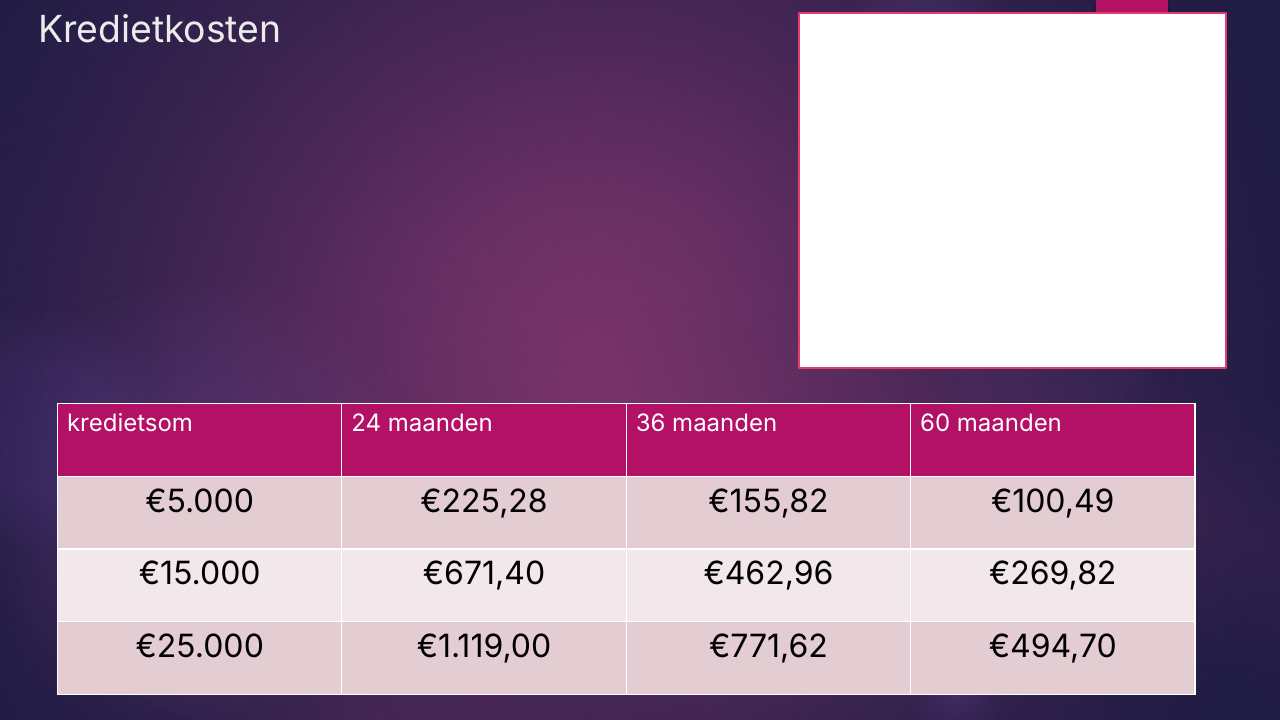 Kredietkosten
kredietsom 24 maanden 36 maanden 60 maanden
€5.000 €225,28 €155,82 €100,49
€15.000 €671,40 €462,96 €269,82
€25.000 €1.119,00 €771,62 €494,70